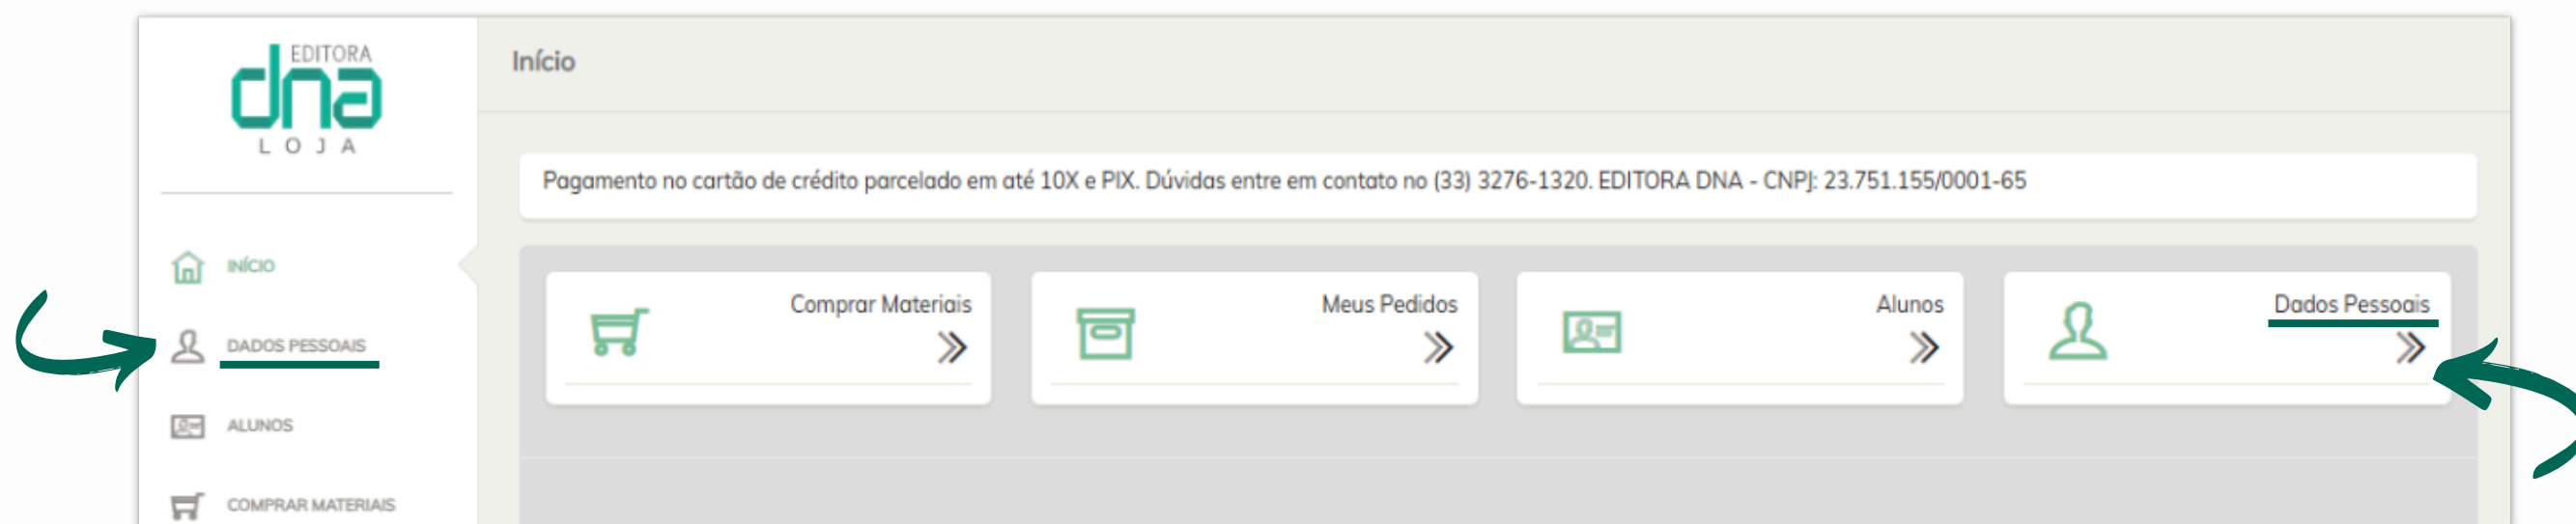 EDITORA
dna
LOJA
Início
Pagamento no cartão de crédito parcelado em até 10X e PIX. Dúvidas entre em contato no (33) 3276-1320. EDITORA DNA - CNPJ: 23.751.155/0001-65
INÍCIO
DADOS PESSOAIS
ALUNOS
COMPRAR MATERIAIS
Comprar Materiais
Meus Pedidos
Alunos
Dados Pessoais